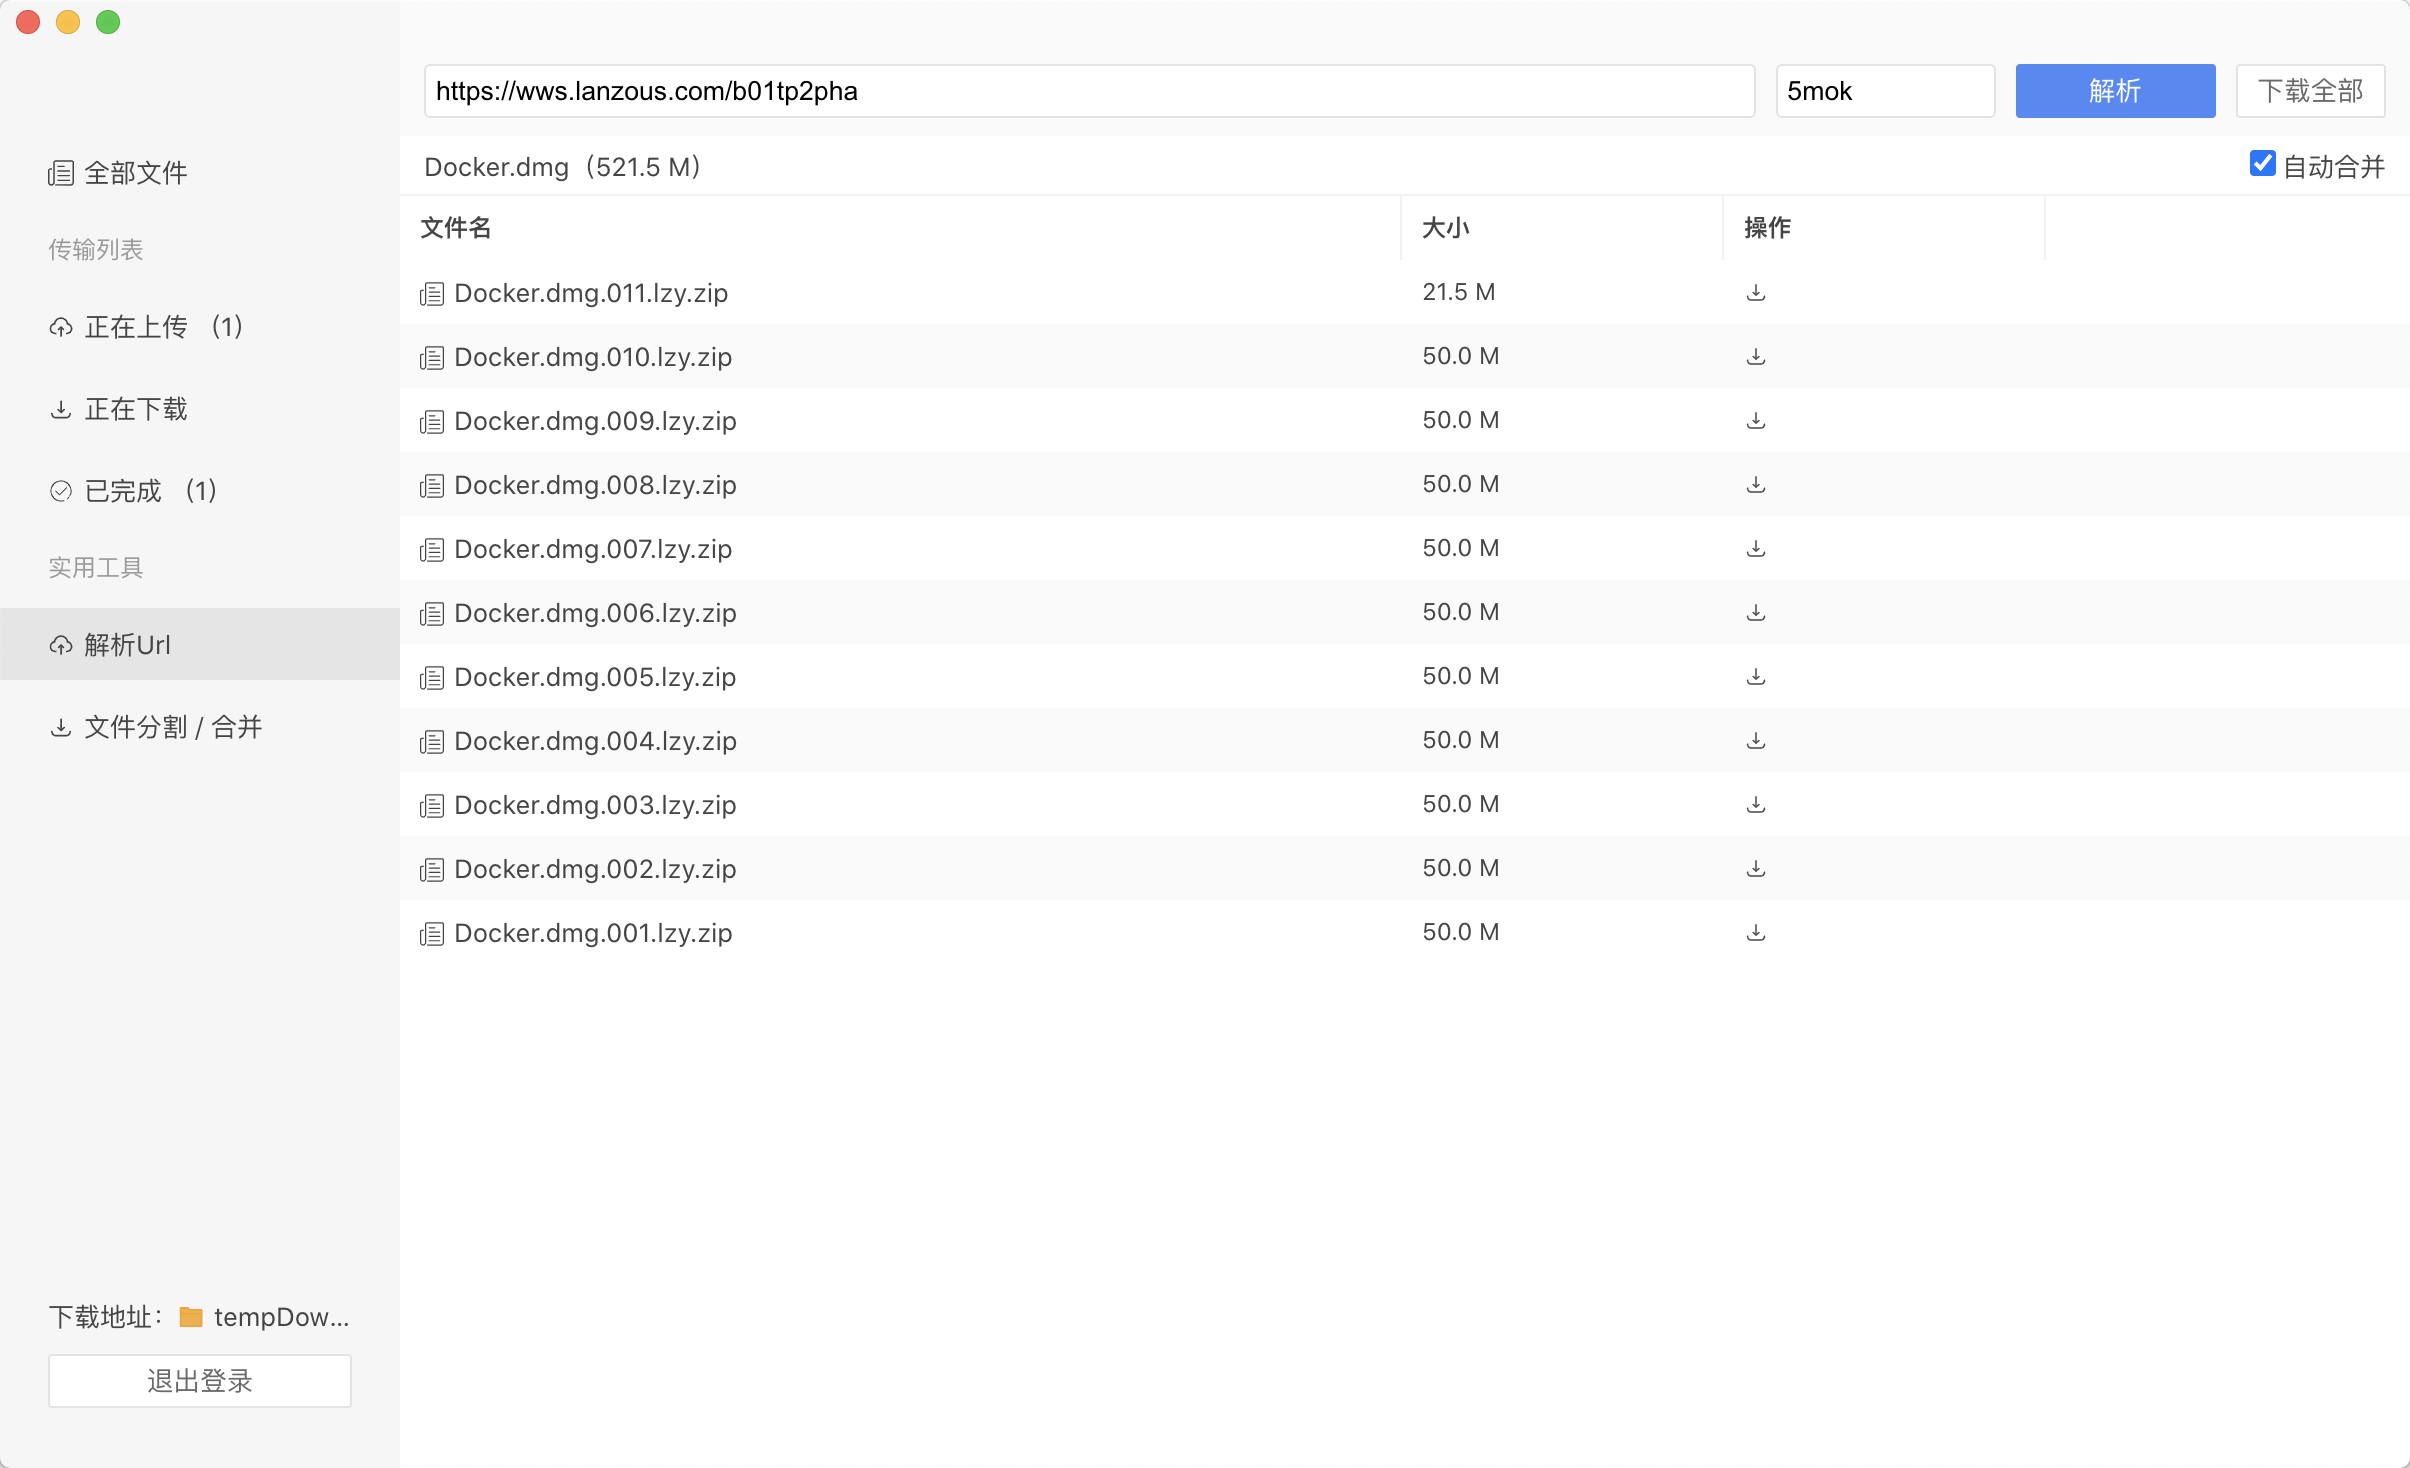 全部文件
传输列表
正在上传 (1)
正在下载
已完成 (1)
实用工具
解析Url
文件分割 / 合并
下载地址： tempDow...
退出登录
https://wws.lanzous.com/b01tp2pha 5mok 解析 下载全部
Docker.dmg（521.5 M） 自动合并
文件名 大小 操作
Docker.dmg.011.lzy.zip 21.5 M
Docker.dmg.010.lzy.zip 50.0 M
Docker.dmg.009.lzy.zip 50.0 M
Docker.dmg.008.lzy.zip 50.0 M
Docker.dmg.007.lzy.zip 50.0 M
Docker.dmg.006.lzy.zip 50.0 M
Docker.dmg.005.lzy.zip 50.0 M
Docker.dmg.004.lzy.zip 50.0 M
Docker.dmg.003.lzy.zip 50.0 M
Docker.dmg.002.lzy.zip 50.0 M
Docker.dmg.001.lzy.zip 50.0 M